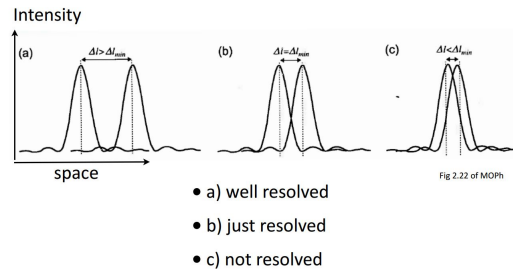 Intensity
(a)
Δl>Δlmin
(b)
Δl=Δlmin
(c)
Δl<Δlmin
space
Fig 2.22 of MOPh
• a) well resolved
• b) just resolved
• c) not resolved